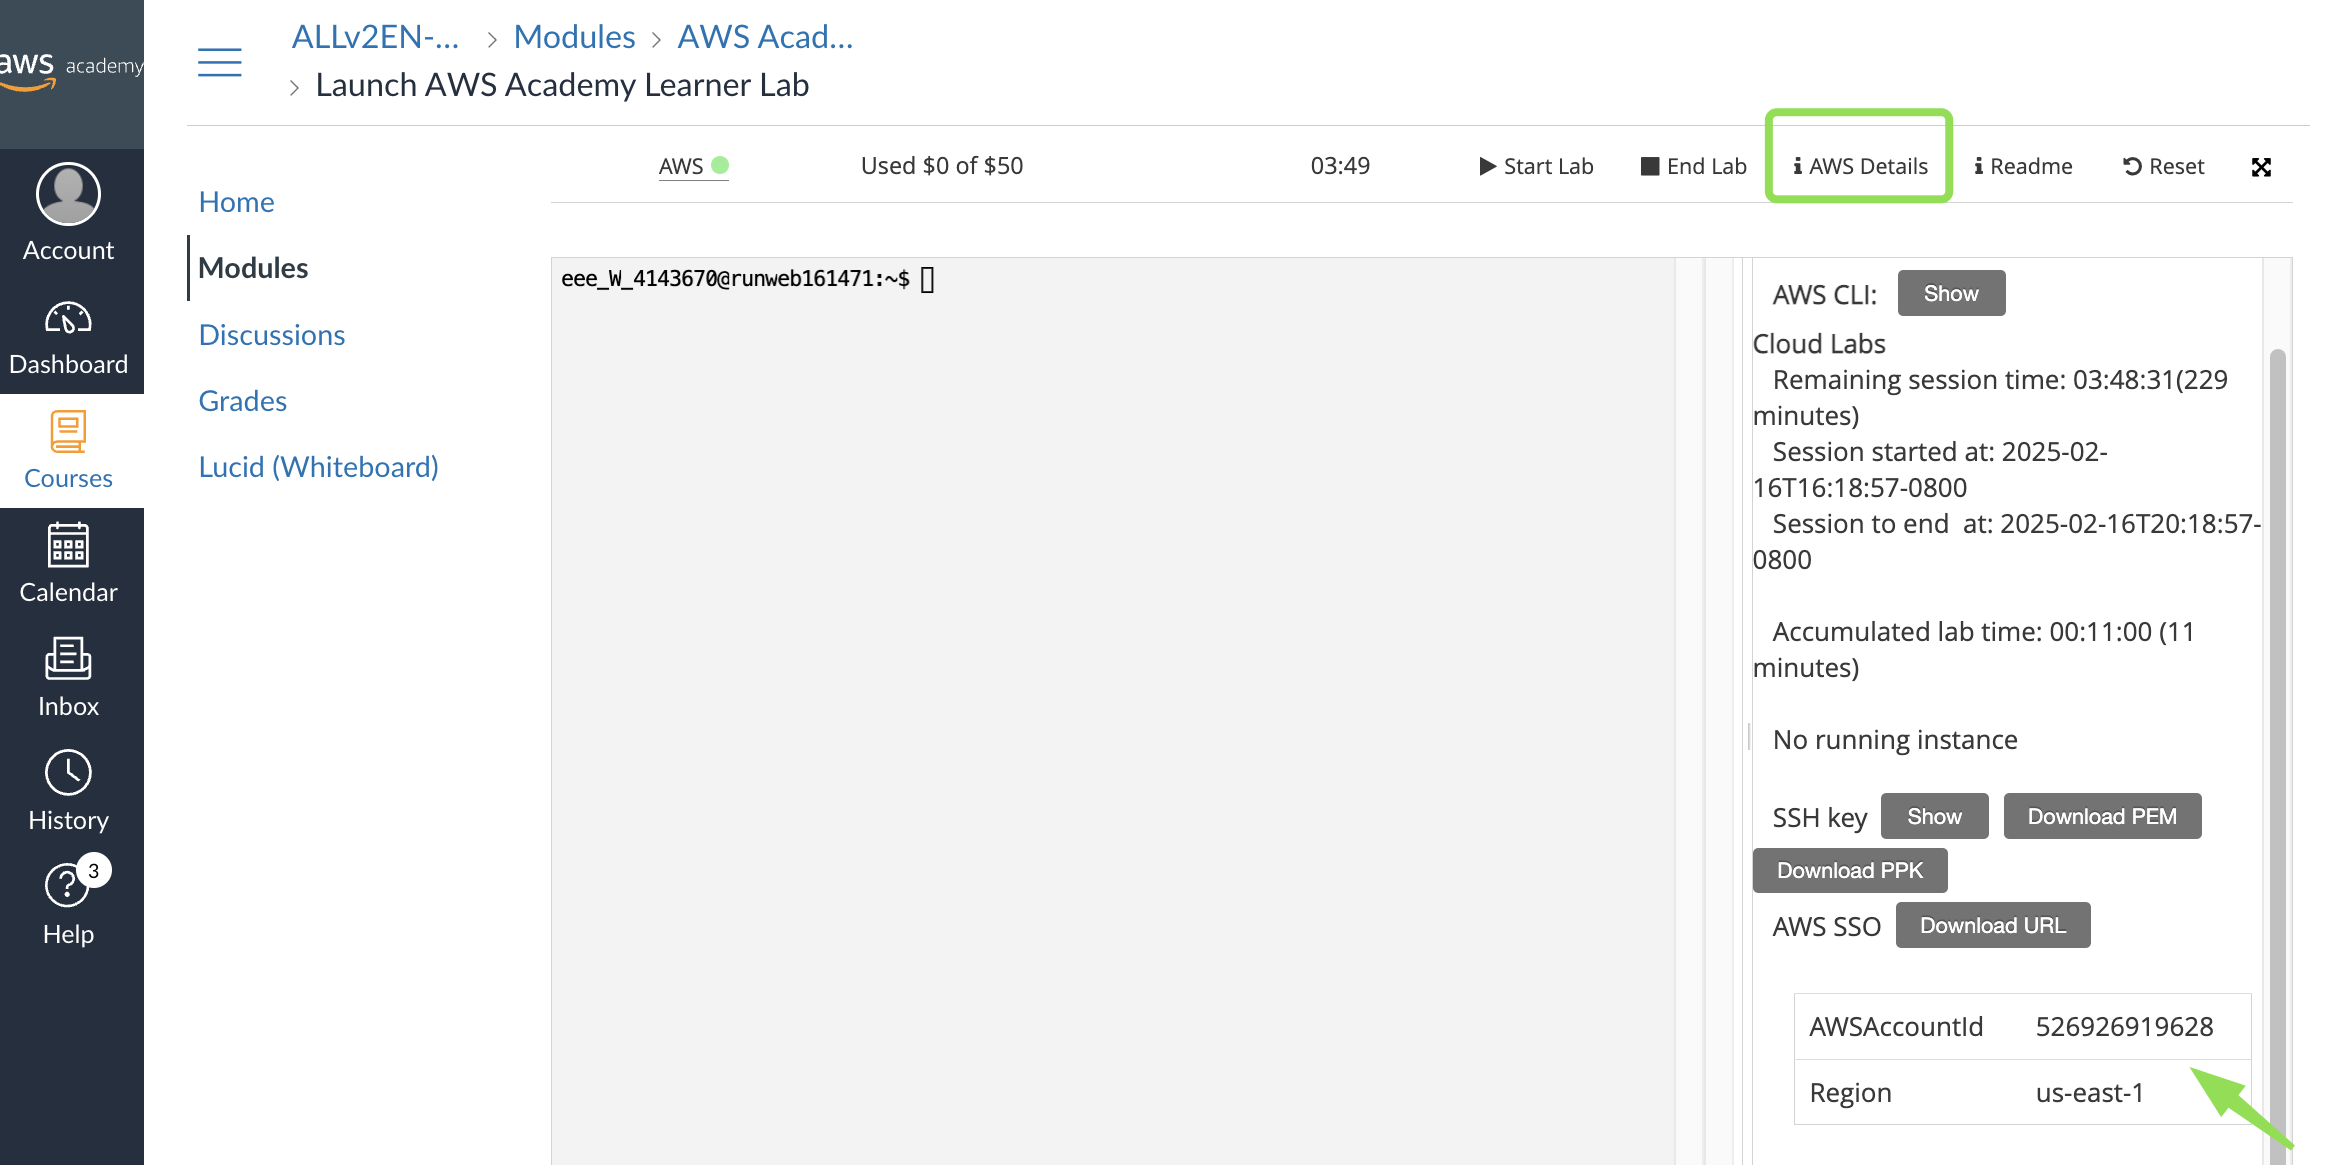 aws academy
Account
Dashboard
Courses
Calendar
Inbox
History
3
Help
ALLv2EN-... > Modules > AWS Acad...
> Launch AWS Academy Learner Lab
Home
Modules
Discussions
Grades
Lucid (Whiteboard)
AWS Used $0 of $50 03:49 Start Lab End Lab AWS Details Readme Reset
eee_W_4143670@runweb161471:~$
AWS CLI: Show
Cloud Labs
Remaining session time: 03:48:31(229
minutes)
Session started at: 2025-02-
16T16:18:57-0800
Session to end at: 2025-02-16T20:18:57-
0800
Accumulated lab time: 00:11:00 (11
minutes)
No running instance
SSH key Show Download PEM
Download PPK
AWS SSO Download URL
AWSAccountId 526926919628
Region us-east-1